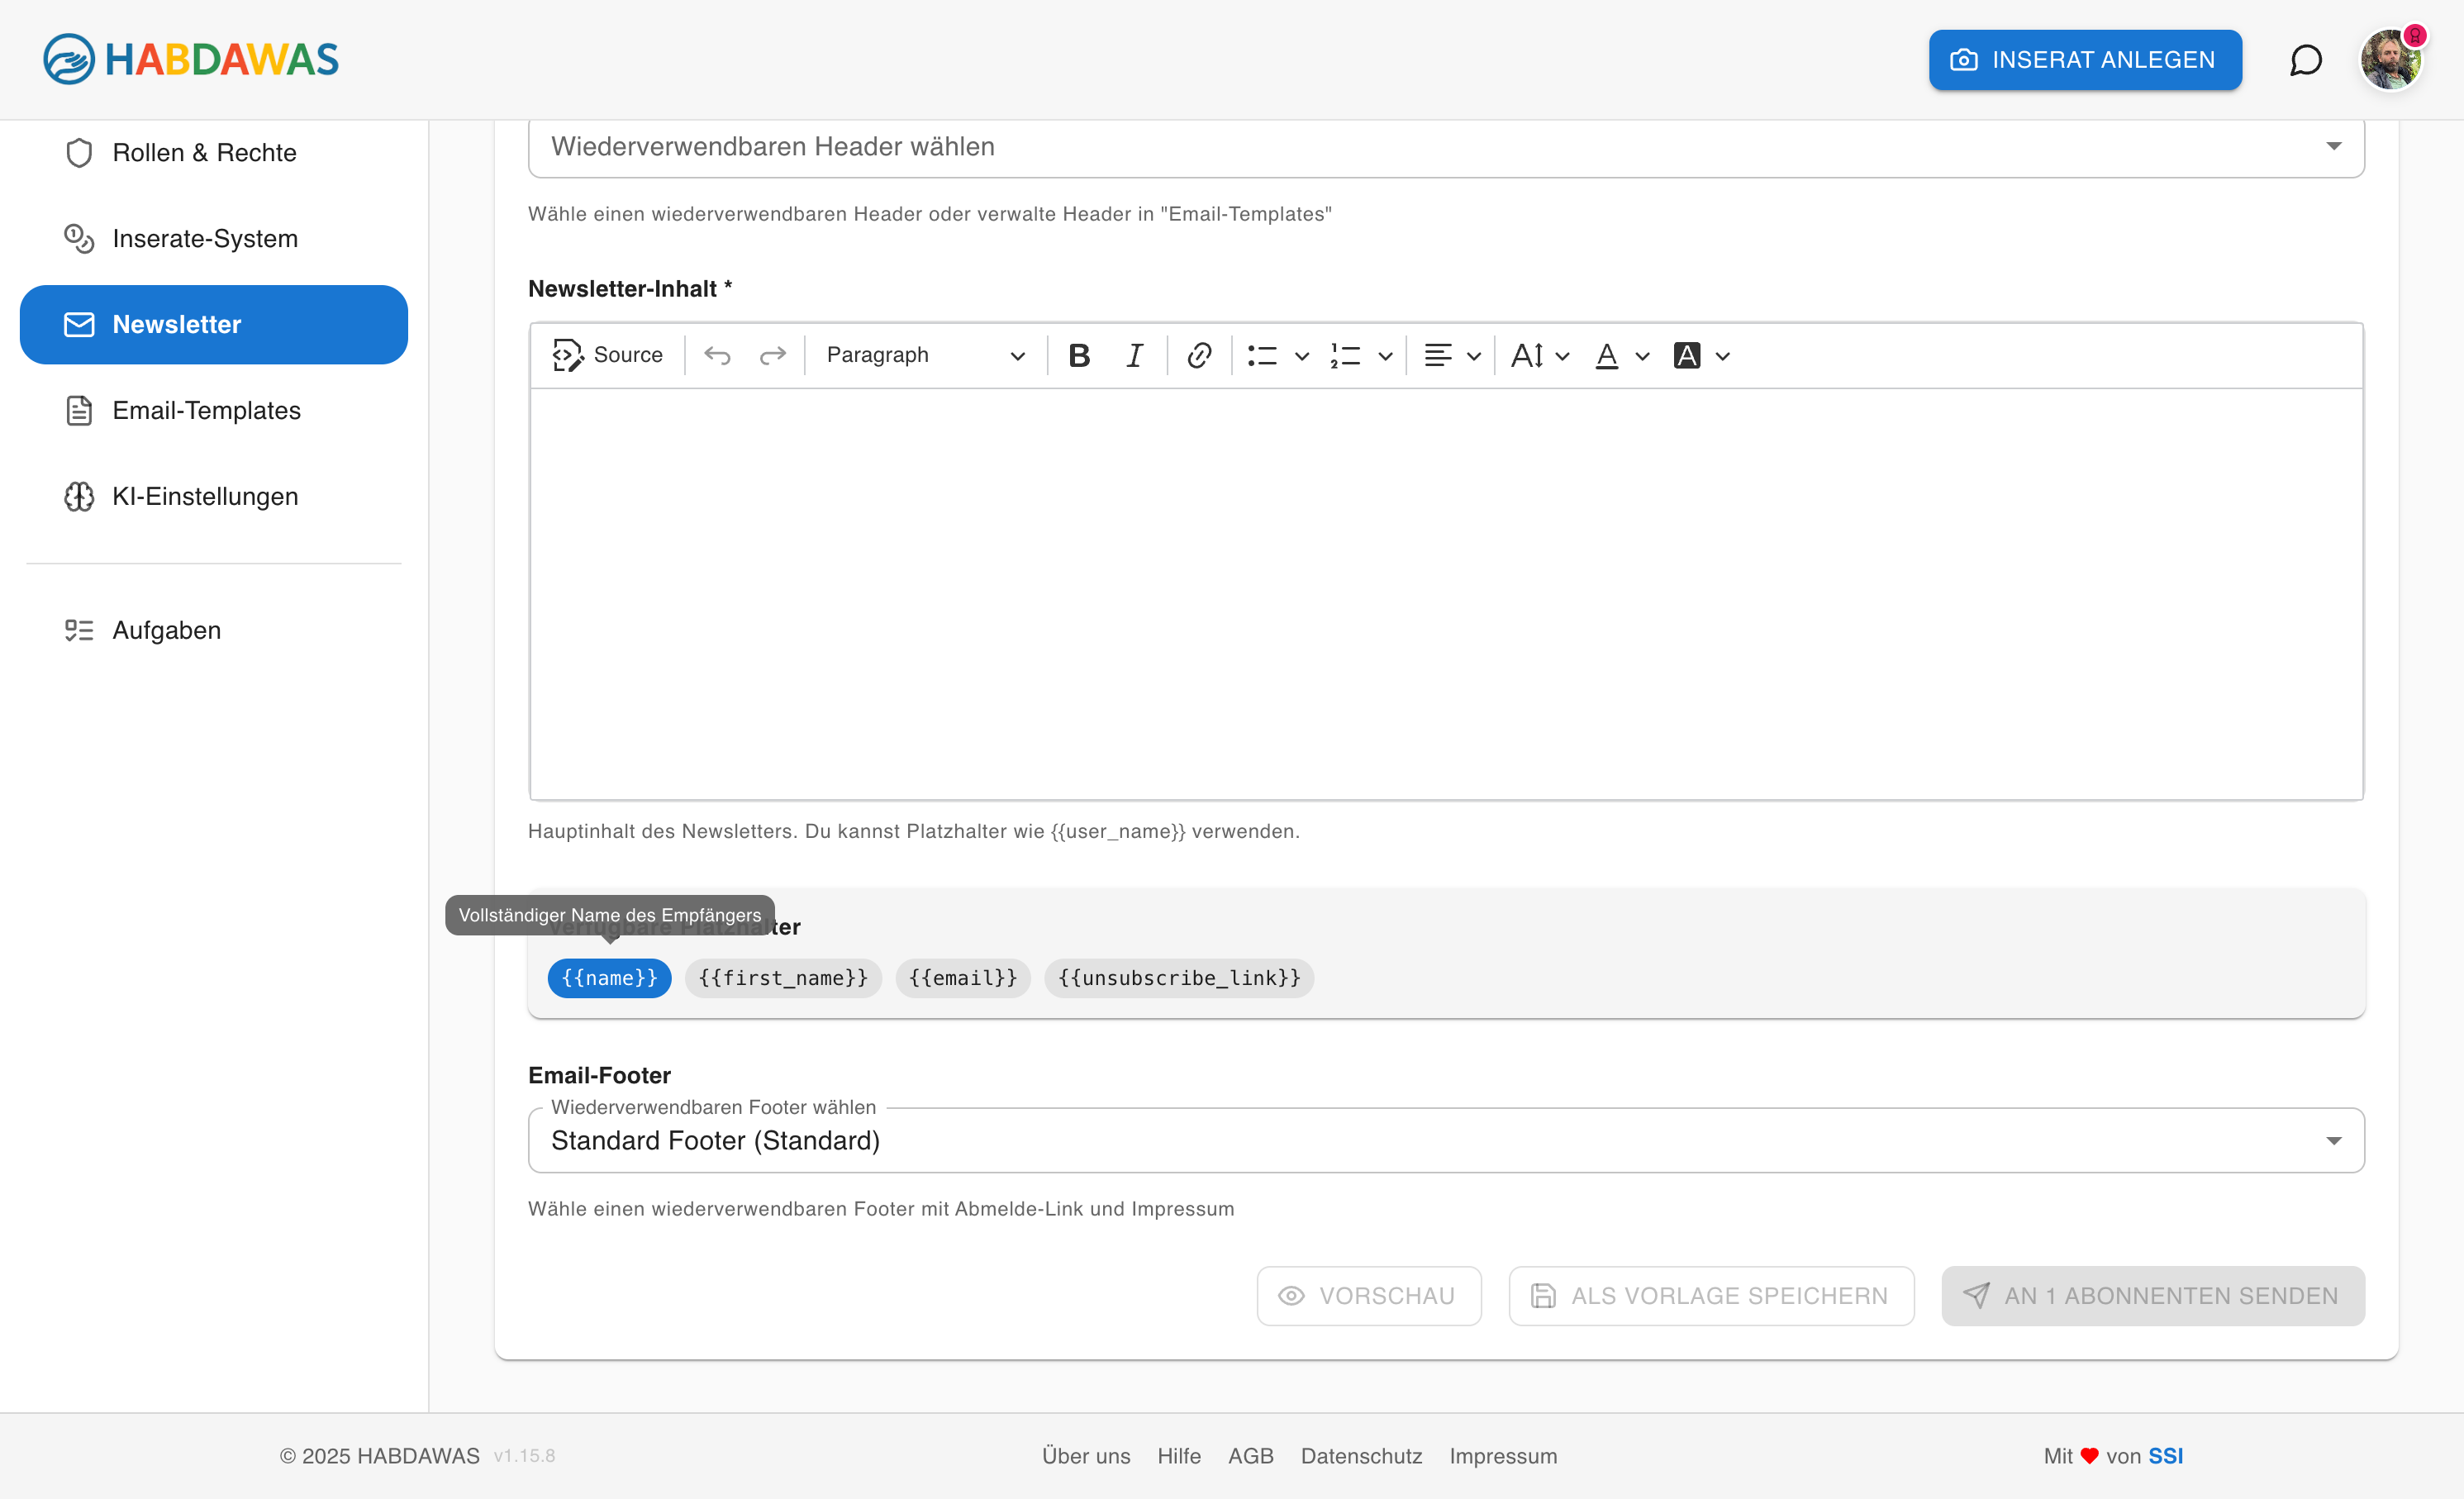 HABDAWAS
INSERAT ANLEGEN
Rollen & Rechte
Inserate-System
Newsletter
Email-Templates
KI-Einstellungen
Aufgaben
Wiederverwendbaren Header wählen
Wähle einen wiederverwendbaren Header oder verwalte Header in "Email-Templates"
Newsletter-Inhalt *
Source
Paragraph
Hauptinhalt des Newsletters. Du kannst Platzhalter wie {{user_name}} verwenden.
Vollständiger Name des Empfängers
Verfügbare Platzhalter
{{name}} {{first_name}} {{email}} {{unsubscribe_link}}
Email-Footer
Wiederverwendbaren Footer wählen
Standard Footer (Standard)
Wähle einen wiederverwendbaren Footer mit Abmelde-Link und Impressum
VORSCHAU ALS VORLAGE SPEICHERN AN 1 ABONNENTEN SENDEN
© 2025 HABDAWAS v1.15.8 Über uns Hilfe AGB Datenschutz Impressum Mit ❤ von SSI